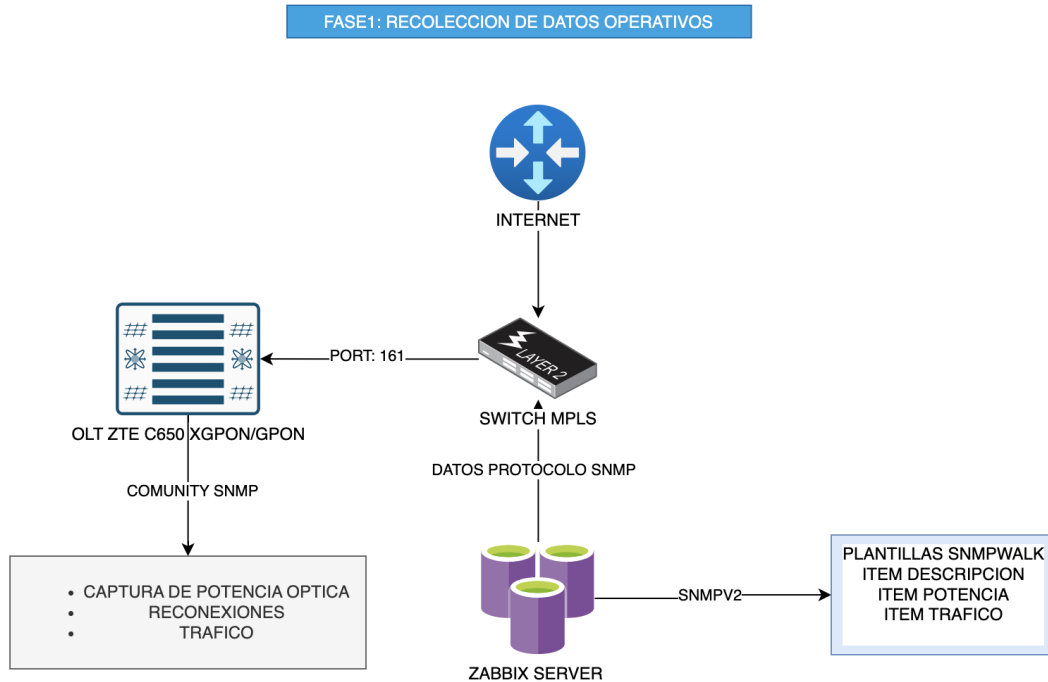 FASE1: RECOLECCION DE DATOS OPERATIVOS
INTERNET
PORT: 161
LAYER 2
SWITCH MPLS
OLT ZTE C650 XGPON/GPON
DATOS PROTOCOLO SNMP
COMUNITY SNMP
• CAPTURA DE POTENCIA OPTICA
• RECONEXIONES
• TRAFICO
SNMPV2
PLANTILLAS SNMPWALK
ITEM DESCRIPCION
ITEM POTENCIA
ITEM TRAFICO
ZABBIX SERVER